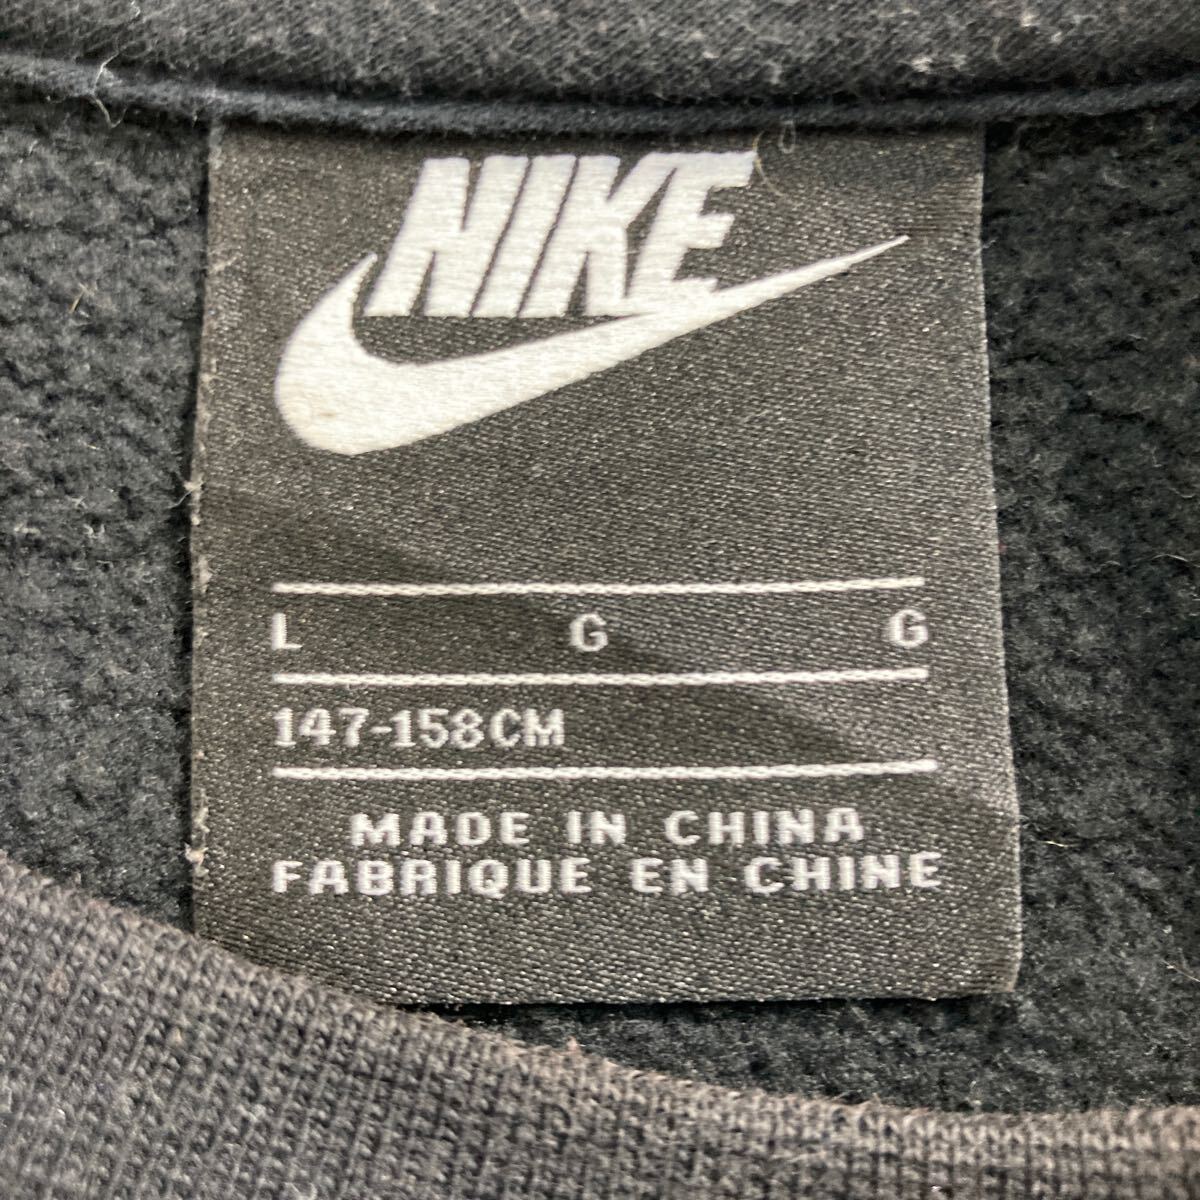 NIKE
L G G
147-158CM
MADE IN CHINA
FABRIQUE EN CHINE